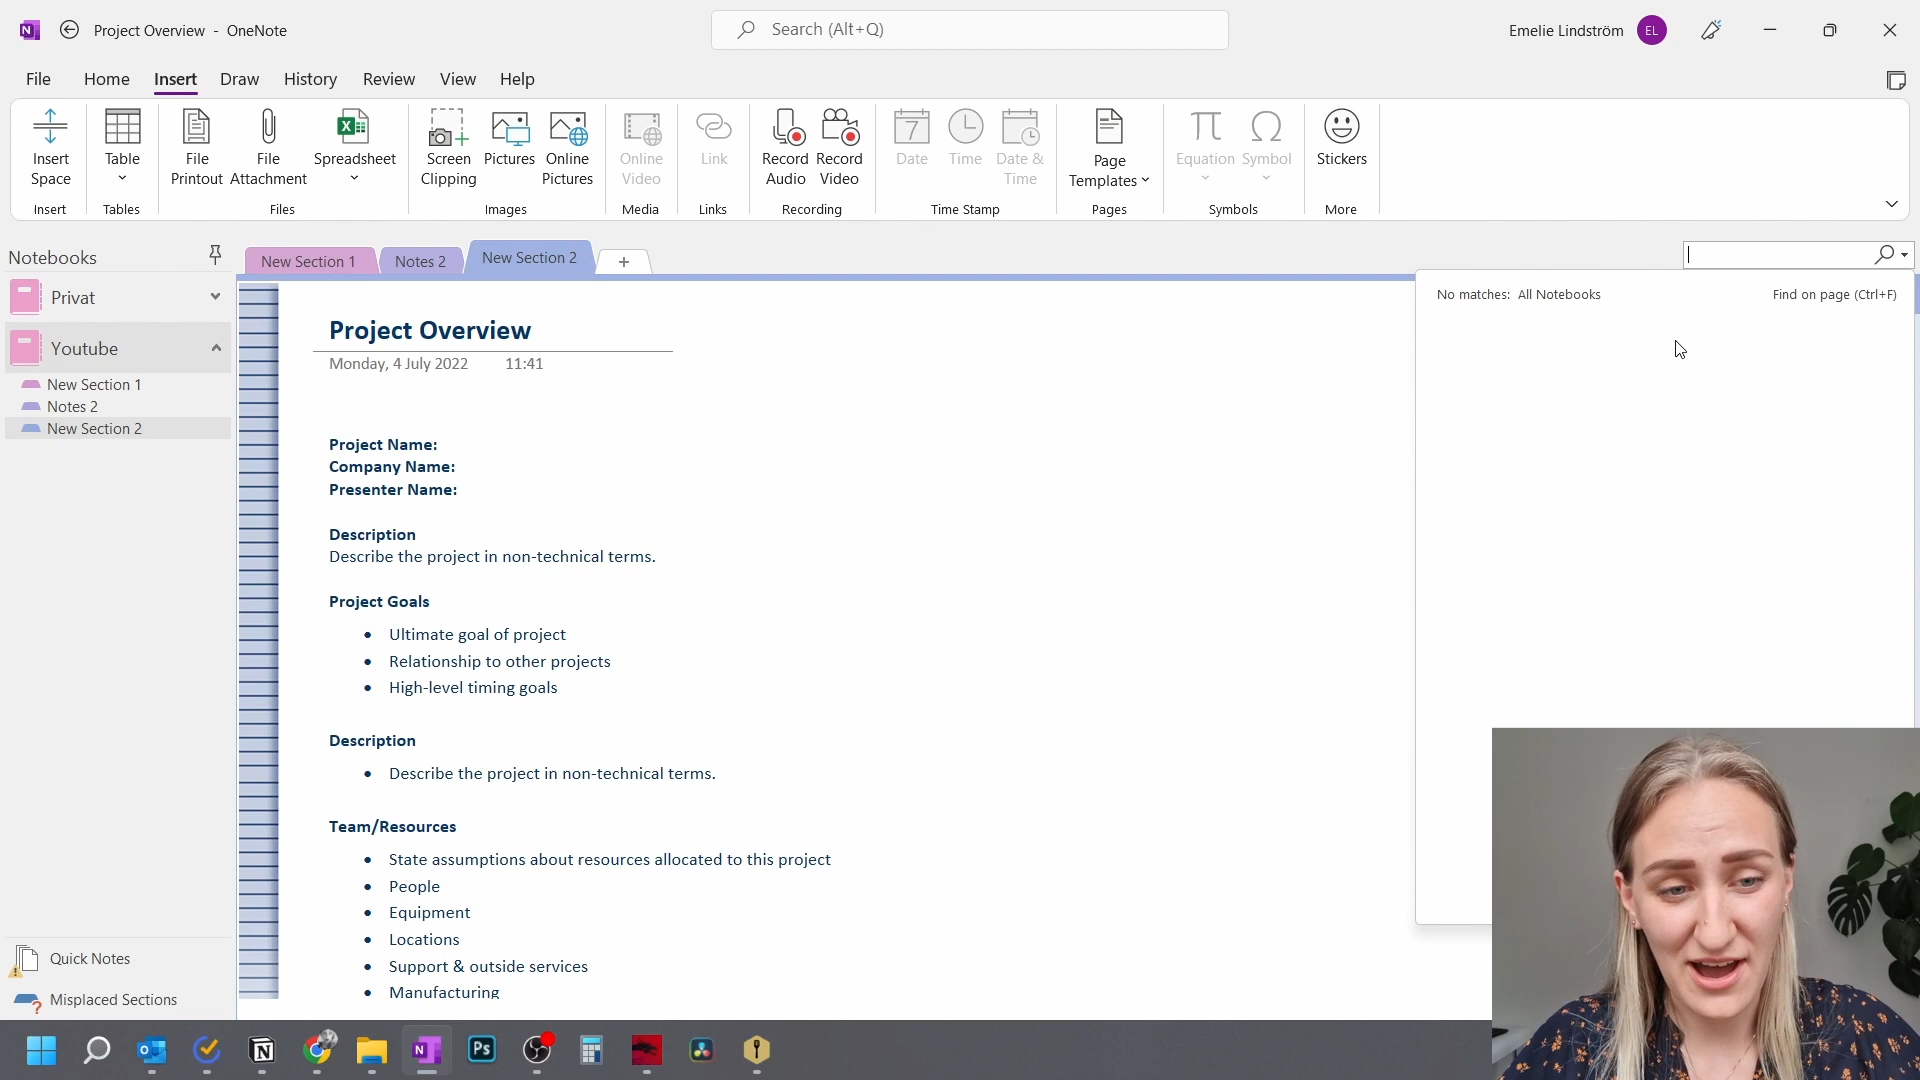 Project Overview - OneNote
Search (Alt+Q)
Emelie Lindström
EL
File Home Insert Draw History Review View Help
Insert Space
Table
File Printout
File Attachment
Spreadsheet
Screen Clipping
Pictures
Online Pictures
Online Video
Link
Record Audio
Record Video
7
Date
Time
Date & Time
Page Templates
Equation
Symbol
Stickers
Insert Tables Files Images Media Links Recording Time Stamp Pages Symbols More
Notebooks
Privat
Youtube
New Section 1
Notes 2
New Section 2
Quick Notes
Misplaced Sections
New Section 1
Notes 2
New Section 2
+
No matches: All Notebooks
Find on page (Ctrl+F)
Project Overview
Monday, 4 July 2022 11:41
Project Name:
Company Name:
Presenter Name:
Description
Describe the project in non-technical terms.
Project Goals
• Ultimate goal of project
• Relationship to other projects
• High-level timing goals
Description
• Describe the project in non-technical terms.
Team/Resources
• State assumptions about resources allocated to this project
• People
• Equipment
• Locations
• Support & outside services
• Manufacturing
Ps